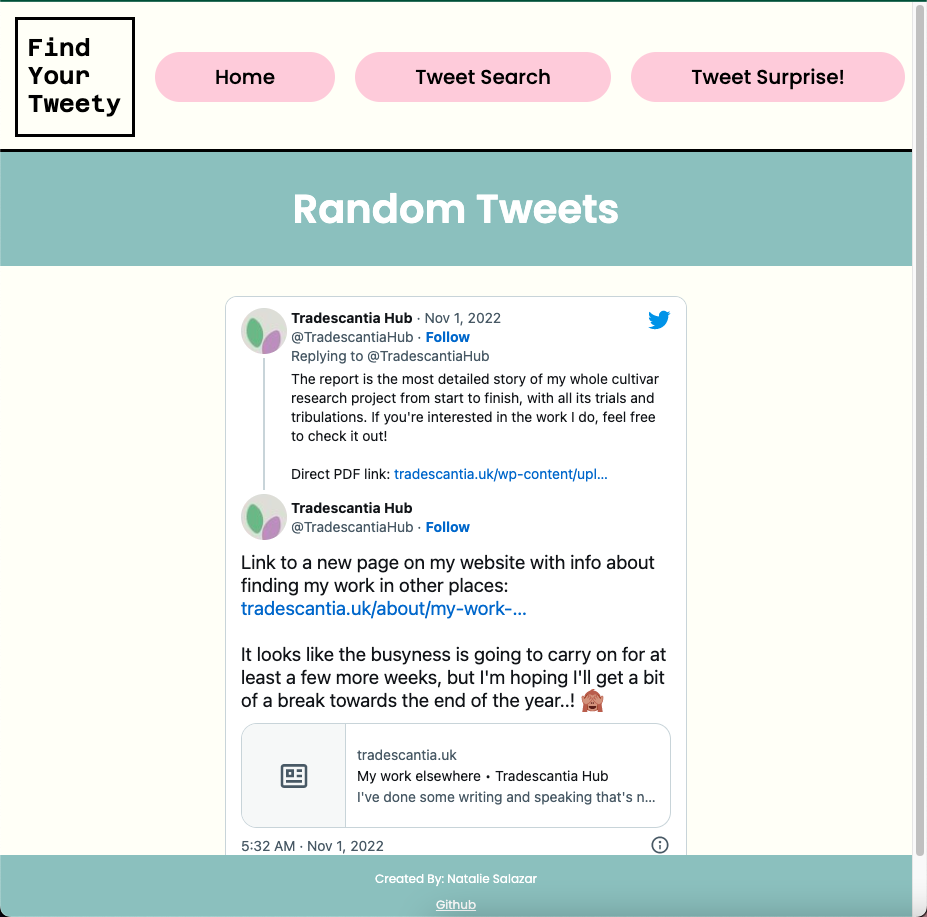 Find
Your
Tweety
Home
Tweet Search
Tweet Surprise!
Random Tweets
Tradescantia Hub · Nov 1, 2022
@TradescantiaHub · Follow
Replying to @TradescantiaHub
The report is the most detailed story of my whole cultivar
research project from start to finish, with all its trials and
tribulations. If you're interested in the work I do, feel free
to check it out!
Direct PDF link: tradescantia.uk/wp-content/upl...
Tradescantia Hub
@TradescantiaHub · Follow
Link to a new page on my website with info about
finding my work in other places:
tradescantia.uk/about/my-work-...
It looks like the busyness is going to carry on for at
least a few more weeks, but I'm hoping I'll get a bit
of a break towards the end of the year..! 🙈
tradescantia.uk
My work elsewhere • Tradescantia Hub
I've done some writing and speaking that's n...
5:32 AM · Nov 1, 2022
Created By: Natalie Salazar
Github